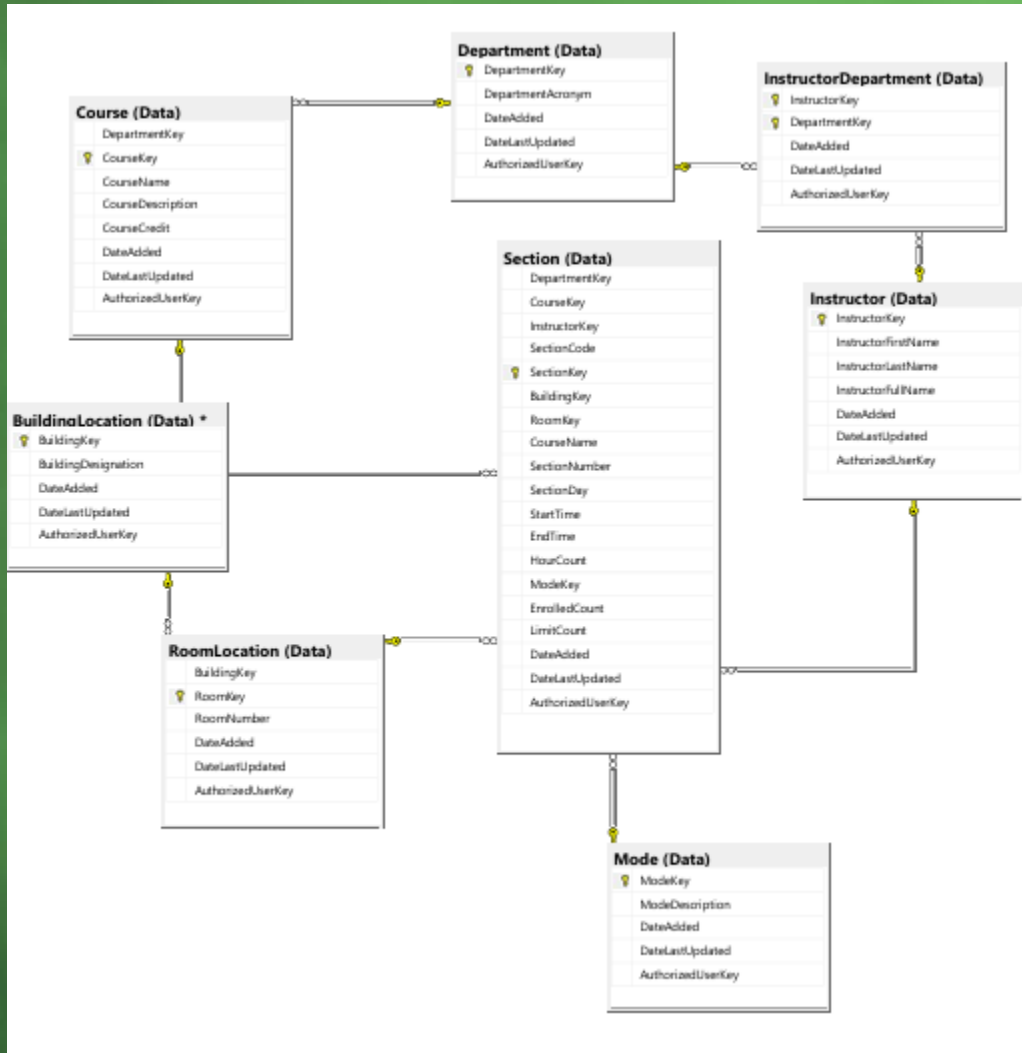 Department (Data)
DepartmentKey
DepartmentAcronym
DateAdded
DateLastUpdated
AuthorizedUserKey
InstructorDepartment (Data)
InstructorKey
DepartmentKey
DateAdded
DateLastUpdated
AuthorizedUserKey
Course (Data)
DepartmentKey
CourseKey
CourseName
CourseDescription
CourseCredit
DateAdded
DateLastUpdated
AuthorizedUserKey
Section (Data)
DepartmentKey
CourseKey
InstructorKey
SectionCode
SectionKey
BuildingKey
RoomKey
CourseName
SectionNumber
SectionDay
StartTime
EndTime
HourCount
ModeKey
EnrolledCount
LimitCount
DateAdded
DateLastUpdated
AuthorizedUserKey
Instructor (Data)
InstructorKey
InstructorFirstName
InstructorLastName
InstructorFullName
DateAdded
DateLastUpdated
AuthorizedUserKey
BuildingLocation (Data) *
BuildingKey
BuildingDesignation
DateAdded
DateLastUpdated
AuthorizedUserKey
RoomLocation (Data)
BuildingKey
RoomKey
RoomNumber
DateAdded
DateLastUpdated
AuthorizedUserKey
Mode (Data)
ModeKey
ModeDescription
DateAdded
DateLastUpdated
AuthorizedUserKey